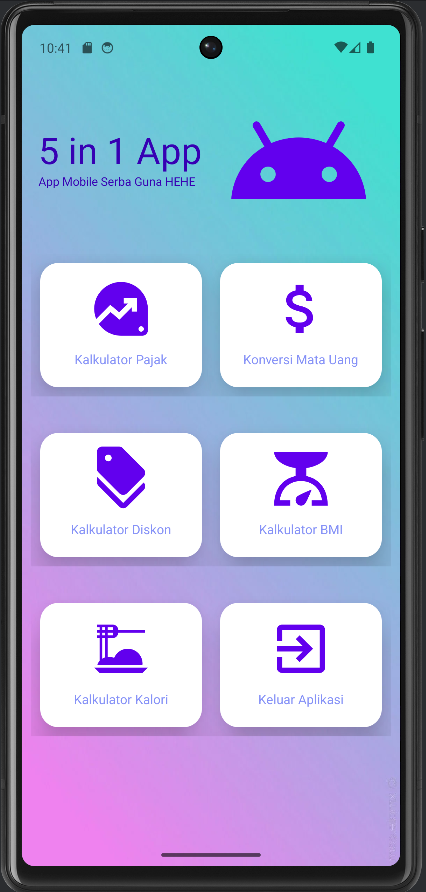 10:41
5 in 1 App
App Mobile Serba Guna HEHE
Kalkulator Pajak
Konversi Mata Uang
Kalkulator Diskon
Kalkulator BMI
Kalkulator Kalori
Keluar Aplikasi